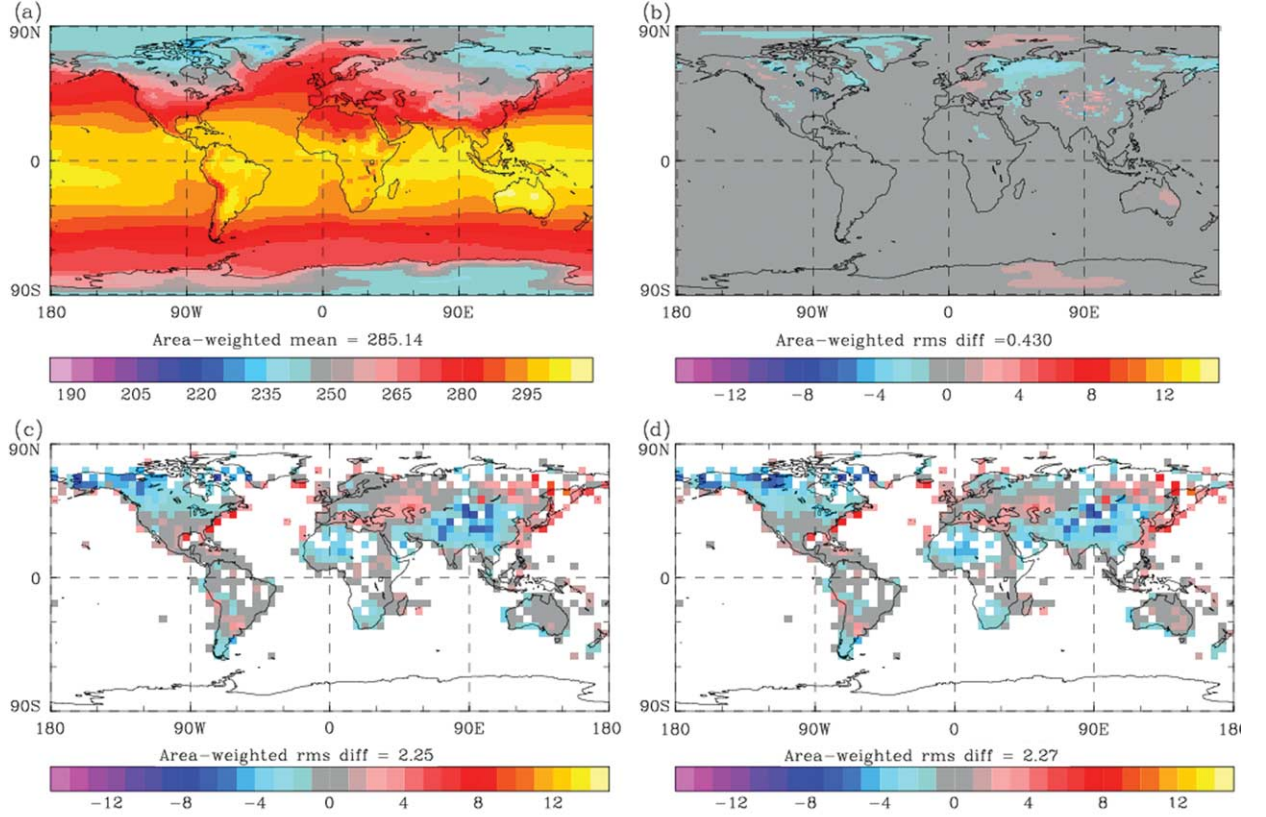 (a)
90N
0
90S
180 90W 0 90E
Area-weighted mean = 285.14
190 205 220 235 250 265 280 295
(b)
90N
0
90S
180 90W 0 90E
Area-weighted rms diff =0.430
-12 -8 -4 0 4 8 12
(c)
90N
0
90S
180 90W 0 90E 180
Area-weighted rms diff = 2.25
-12 -8 -4 0 4 8 12
(d)
90N
0
90S
180 90W 0 90E 180
Area-weighted rms diff = 2.27
-12 -8 -4 0 4 8 12